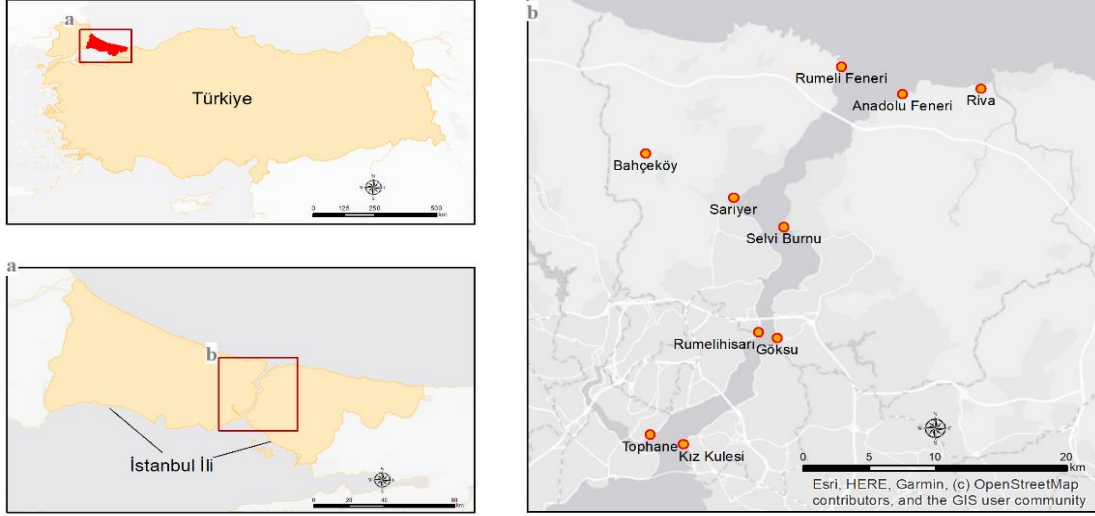 a
Türkiye
0 125 250 500
km
a
b
İstanbul İli
0 20 40 80
km
b
Rumeli Feneri
Anadolu Feneri
Riva
Bahçeköy
Sarıyer
Selvi Burnu
Rumelihisarı
Göksu
Tophane
Kız Kulesi
0 5 10 20
km
Esri, HERE, Garmin, (c) OpenStreetMap
contributors, and the GIS user community